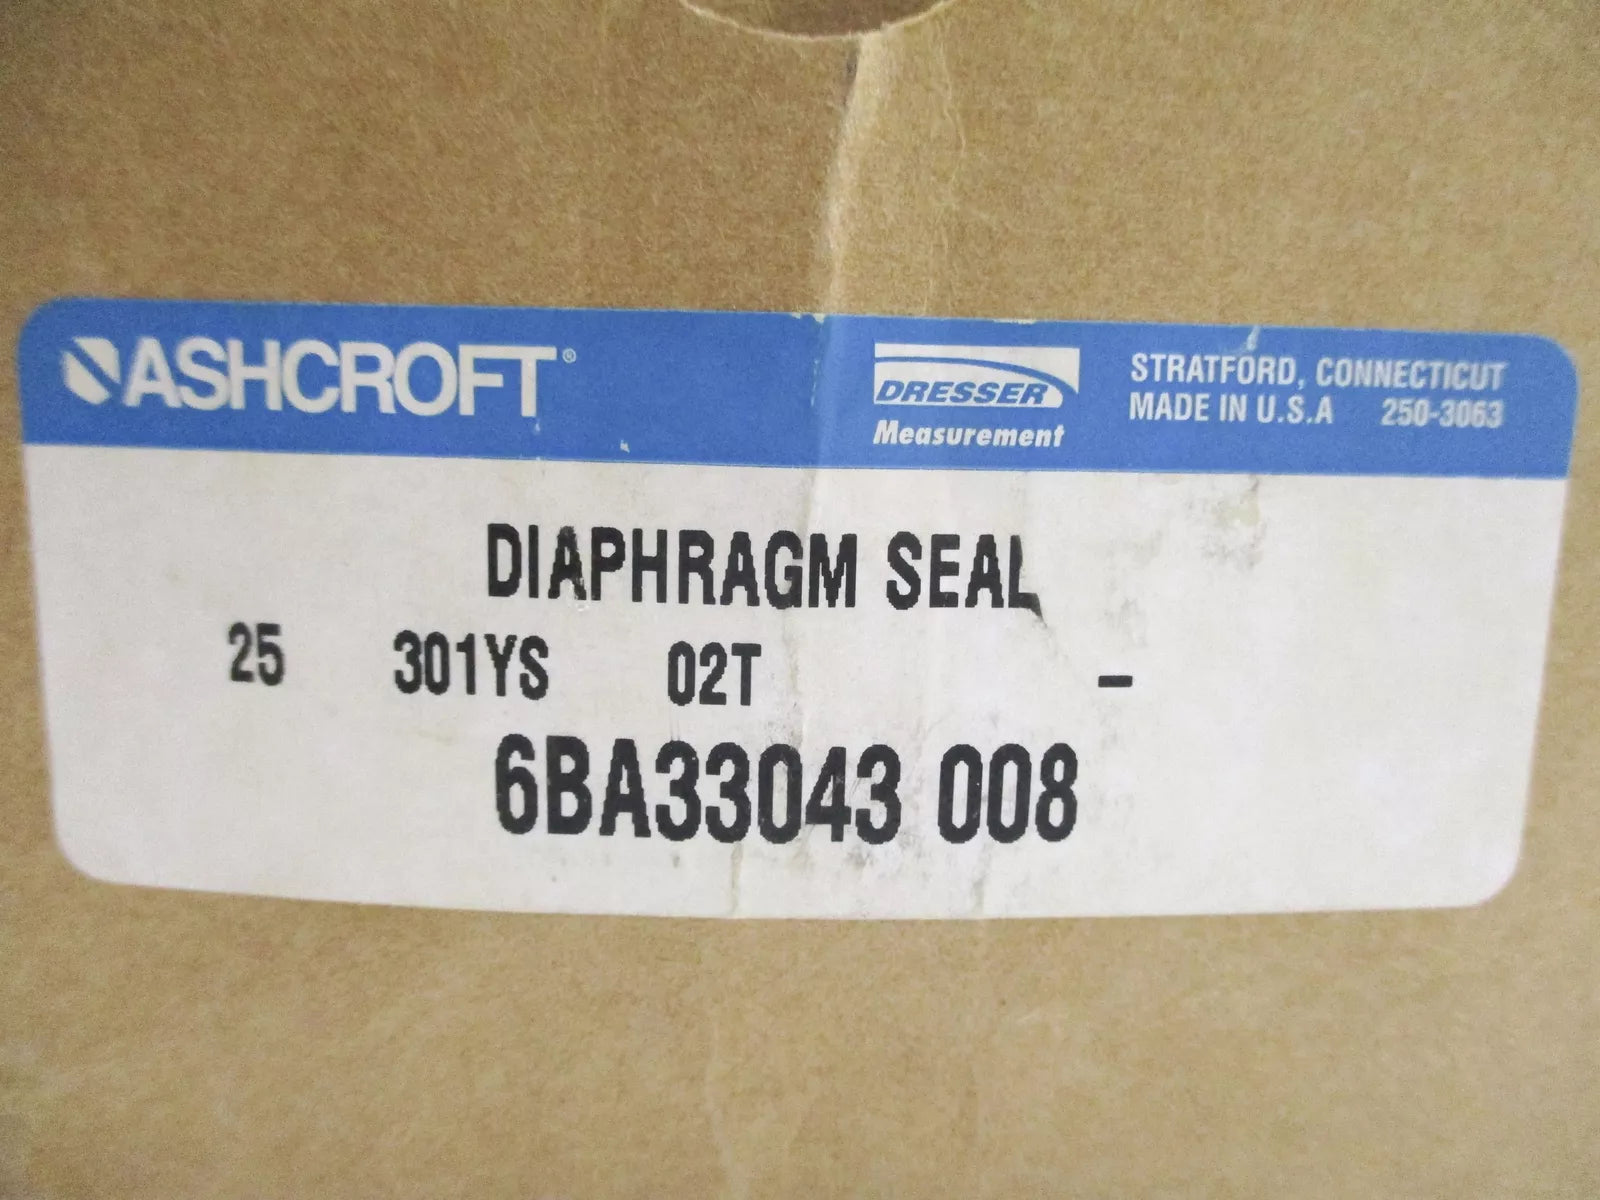 ASHCROFT®
DRESSER
Measurement
STRATFORD, CONNECTICUT
MADE IN U.S.A 250-3063
DIAPHRAGM SEAL
25 301YS 02T -
6BA33043 008